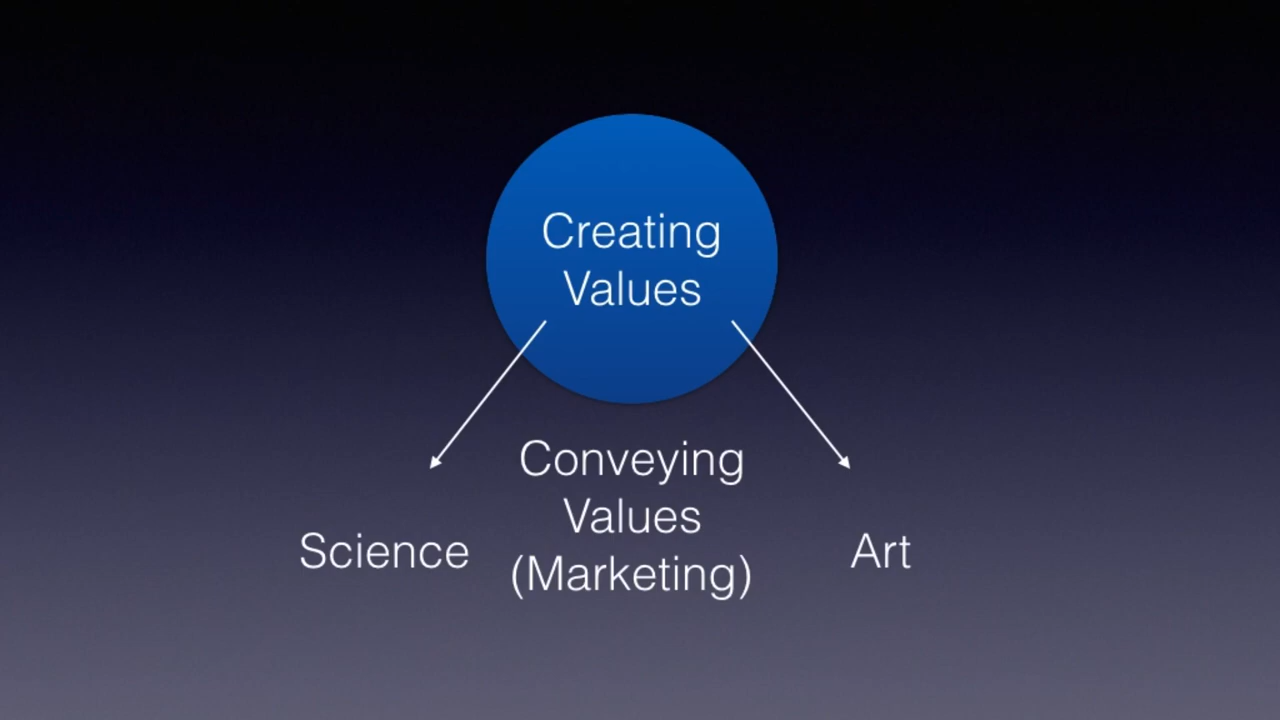 Creating
Values
Conveying
Values
(Marketing)
Science
Art